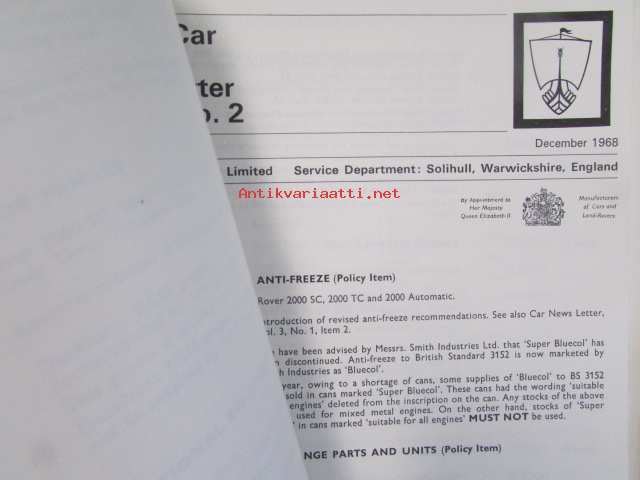 Car
tter
o. 2
December 1968
Limited Service Department: Solihull, Warwickshire, England
Antikvariaatti.net
By Appointment to
Her Majesty
Queen Elizabeth II
Manufacturers
of Cars and
Land-Rovers
ANTI-FREEZE (Policy Item)
Rover 2000 SC, 2000 TC and 2000 Automatic.
ntroduction of revised anti-freeze recommendations. See also Car News Letter,
ol. 3, No. 1, Item 2.
e have been advised by Messrs. Smith Industries Ltd. that 'Super Bluecol' has
n discontinued. Anti-freeze to British Standard 3152 is now marketed by
h Industries as 'Bluecol'.
year, owing to a shortage of cans, some supplies of 'Bluecol' to BS 3152
sold in cans marked 'Super Bluecol'. These cans had the wording 'suitable
engines' deleted from the inscription on the can. Any stocks of the above
used for mixed metal engines. On the other hand, stocks of 'Super
' in cans marked 'suitable for all engines' MUST NOT be used.
NGE PARTS AND UNITS (Policy Item)